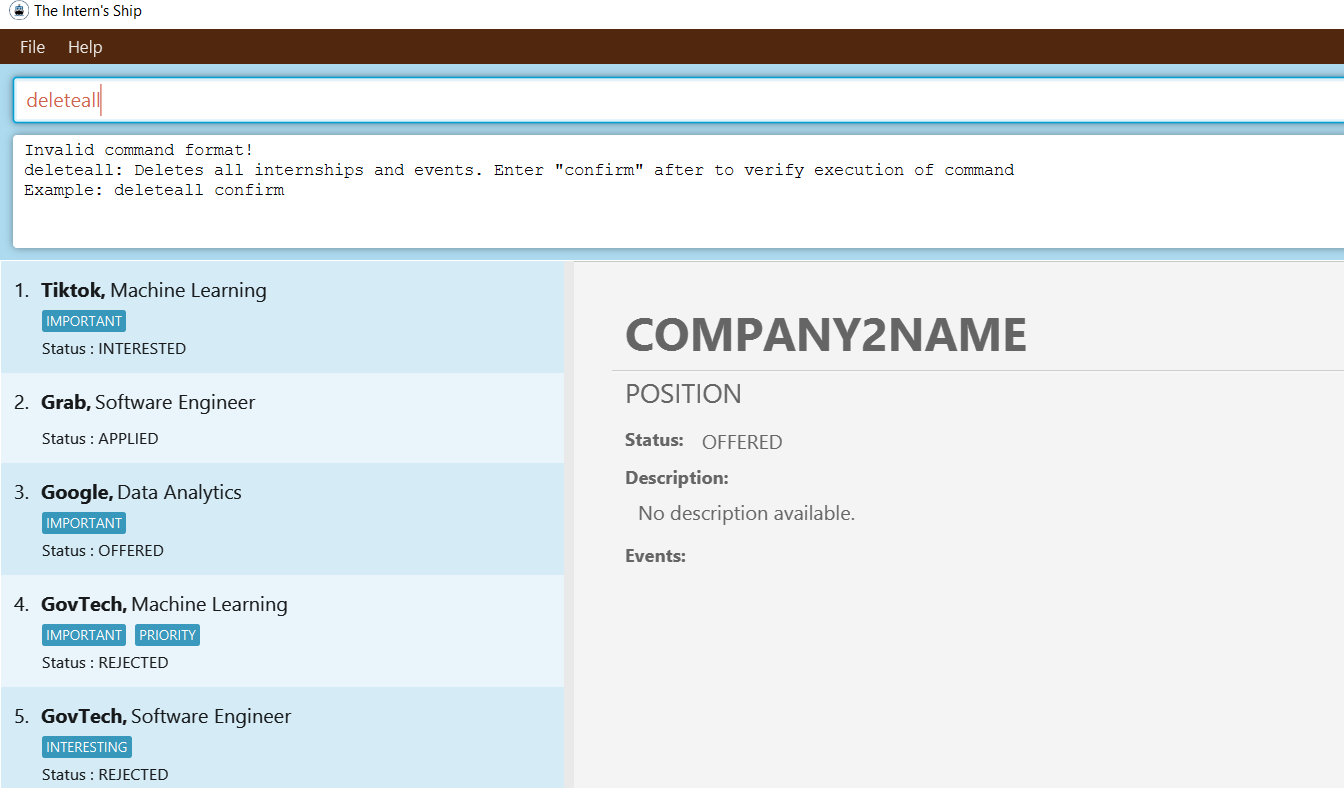 The Intern's Ship
File Help
deleteall
Invalid command format!
deleteall: Deletes all internships and events. Enter "confirm" after to verify execution of command
Example: deleteall confirm
1. Tiktok, Machine Learning
IMPORTANT
Status : INTERESTED
2. Grab, Software Engineer
Status : APPLIED
3. Google, Data Analytics
IMPORTANT
Status : OFFERED
4. GovTech, Machine Learning
IMPORTANT PRIORITY
Status : REJECTED
5. GovTech, Software Engineer
INTERESTING
Status : REJECTED
COMPANY2NAME
POSITION
Status: OFFERED
Description:
No description available.
Events: